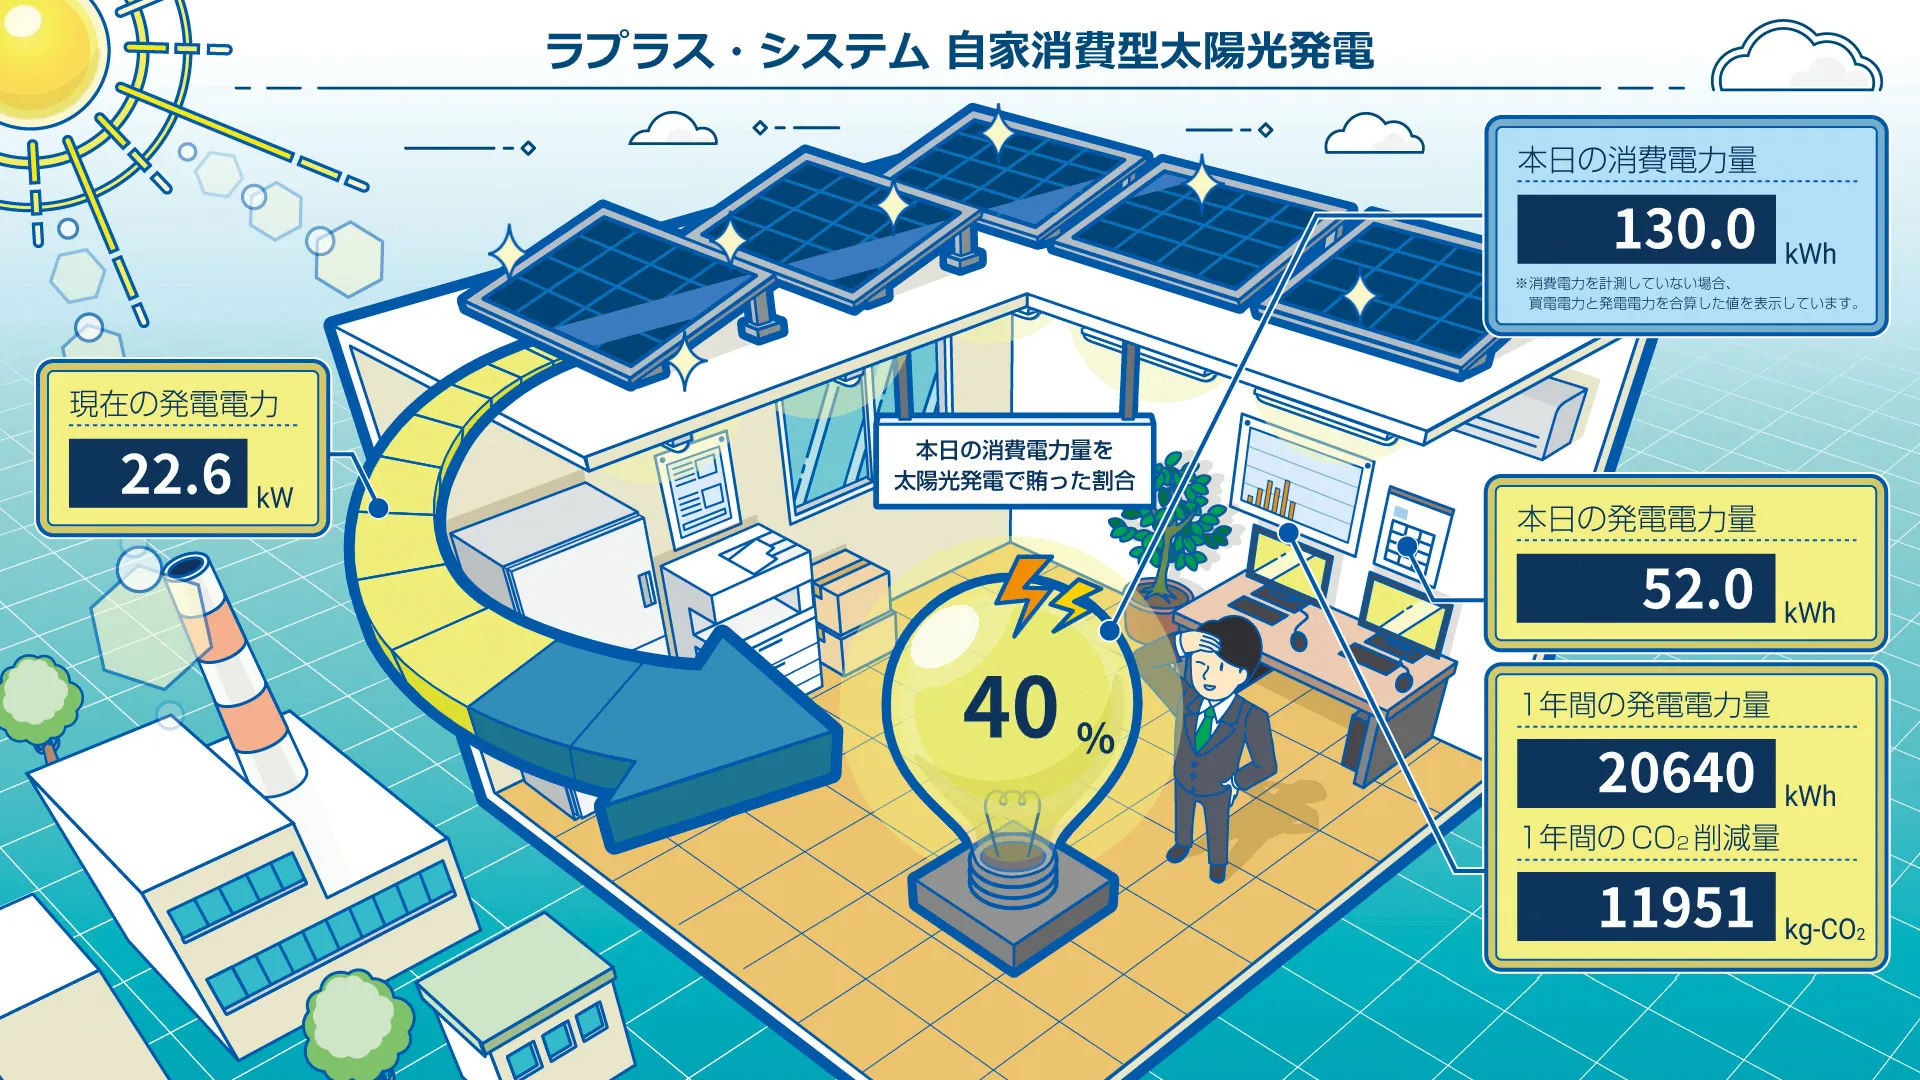 ラプラス・システム 自家消費型太陽光発電
本日の消費電力量
130.0 kWh
※消費電力を計測していない場合、
買電電力と発電電力を合算した値を表示しています。
現在の発電電力
22.6 kW
本日の消費電力量を
太陽光発電で賄った割合
40 %
本日の発電電力量
52.0 kWh
1年間の発電電力量
20640 kWh
1年間のCO₂削減量
11951 kg-CO₂